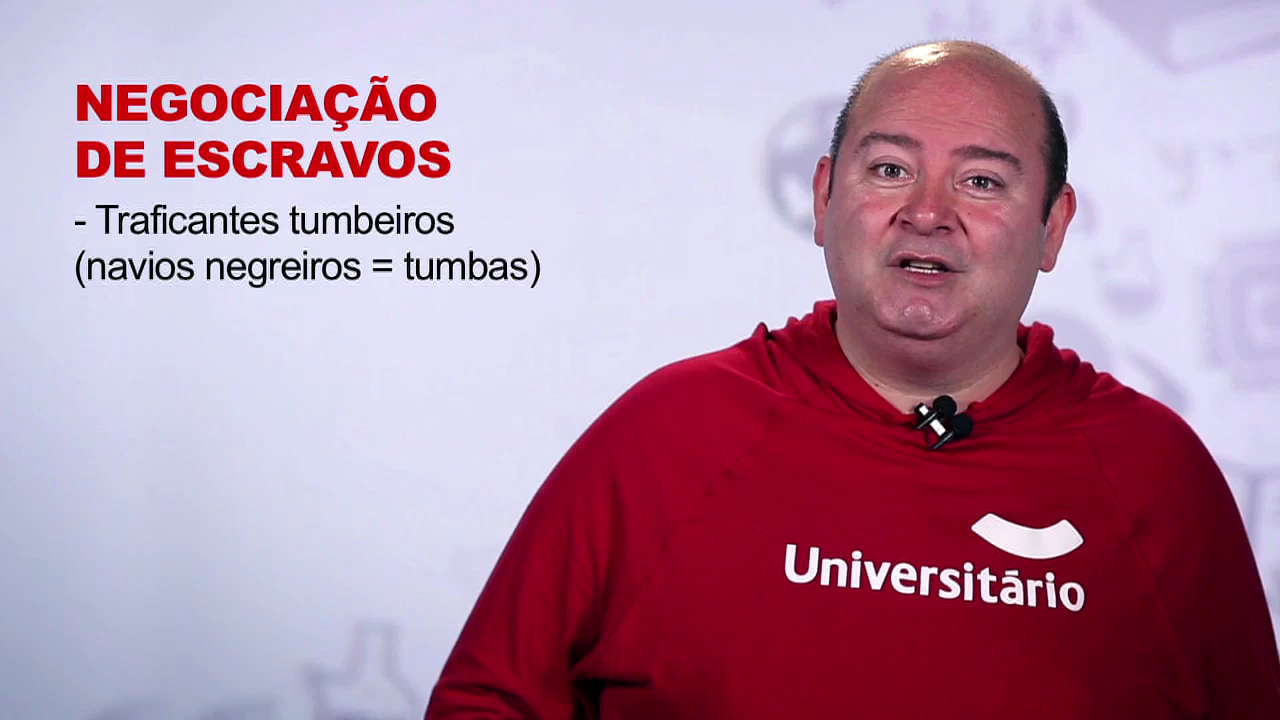 NEGOCIAÇÃO
DE ESCRAVOS
- Traficantes tumbeiros
(navios negreiros = tumbas)
Universitário